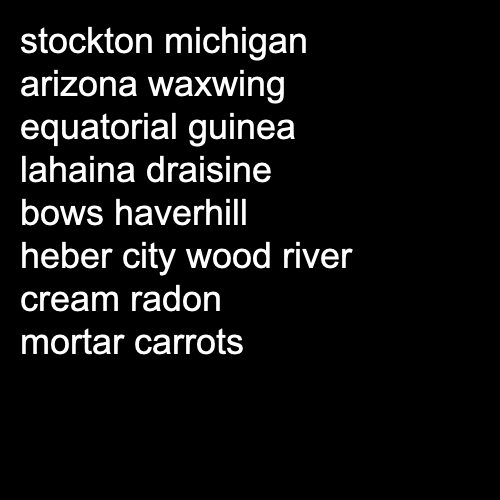 stockton michigan
arizona waxwing
equatorial guinea
lahaina draisine
bows haverhill
heber city wood river
cream radon
mortar carrots